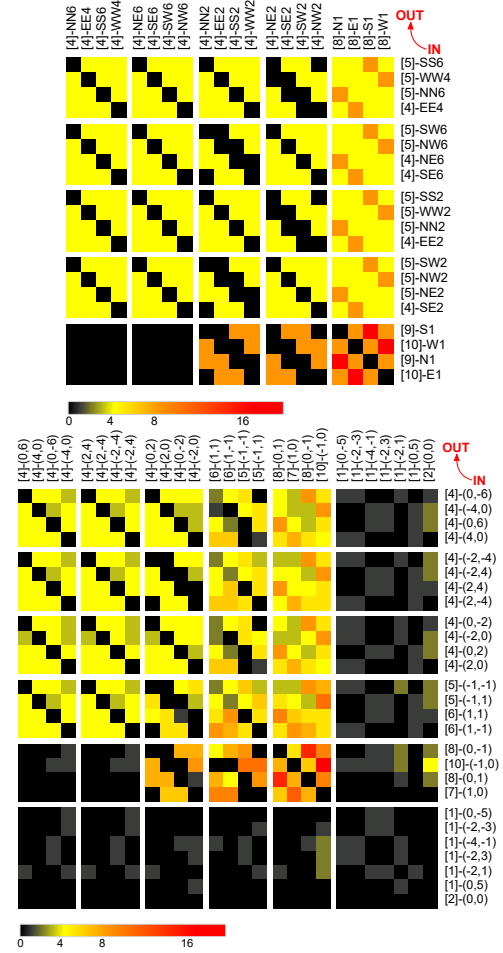 [4]-NN6
[4]-EE4
[4]-SS6
[4]-WW4
[4]-NE6
[4]-SE6
[4]-SW6
[4]-NW6
[4]-NN2
[4]-EE2
[4]-SS2
[4]-WW2
[4]-NE2
[4]-SE2
[4]-SW2
[4]-NW2
[8]-N1
[8]-E1
[8]-S1
[8]-W1
OUT
IN
[5]-SS6
[5]-WW4
[5]-NN6
[4]-EE4
[5]-SW6
[5]-NW6
[4]-NE6
[4]-SE6
[5]-SS2
[5]-WW2
[5]-NN2
[4]-EE2
[5]-SW2
[5]-NW2
[5]-NE2
[4]-SE2
[9]-S1
[10]-W1
[9]-N1
[10]-E1
0 4 8 16
[4]-(0,6)
[4]-(4,0)
[4]-(0,-6)
[4]-(-4,0)
[4]-(2,4)
[4]-(2,-4)
[4]-(-2,-4)
[4]-(-2,4)
[4]-(0,2)
[4]-(2,0)
[4]-(0,-2)
[4]-(-2,0)
[6]-(1,1)
[6]-(1,-1)
[5]-(-1,-1)
[5]-(-1,1)
[8]-(0,1)
[7]-(1,0)
[8]-(0,-1)
[10]-(-1,0)
[1]-(0,-5)
[1]-(-2,-3)
[1]-(-4,-1)
[1]-(-2,3)
[1]-(-2,1)
[1]-(0,5)
[2]-(0,0)
OUT
IN
[4]-(0,-6)
[4]-(-4,0)
[4]-(0,6)
[4]-(4,0)
[4]-(-2,-4)
[4]-(-2,4)
[4]-(2,4)
[4]-(2,-4)
[4]-(0,-2)
[4]-(-2,0)
[4]-(0,2)
[4]-(2,0)
[5]-(-1,-1)
[5]-(-1,1)
[6]-(1,1)
[6]-(1,-1)
[8]-(0,-1)
[10]-(-1,0)
[8]-(0,1)
[7]-(1,0)
[1]-(0,-5)
[1]-(-2,-3)
[1]-(-4,-1)
[1]-(-2,3)
[1]-(-2,1)
[1]-(0,5)
[2]-(0,0)
0 4 8 16